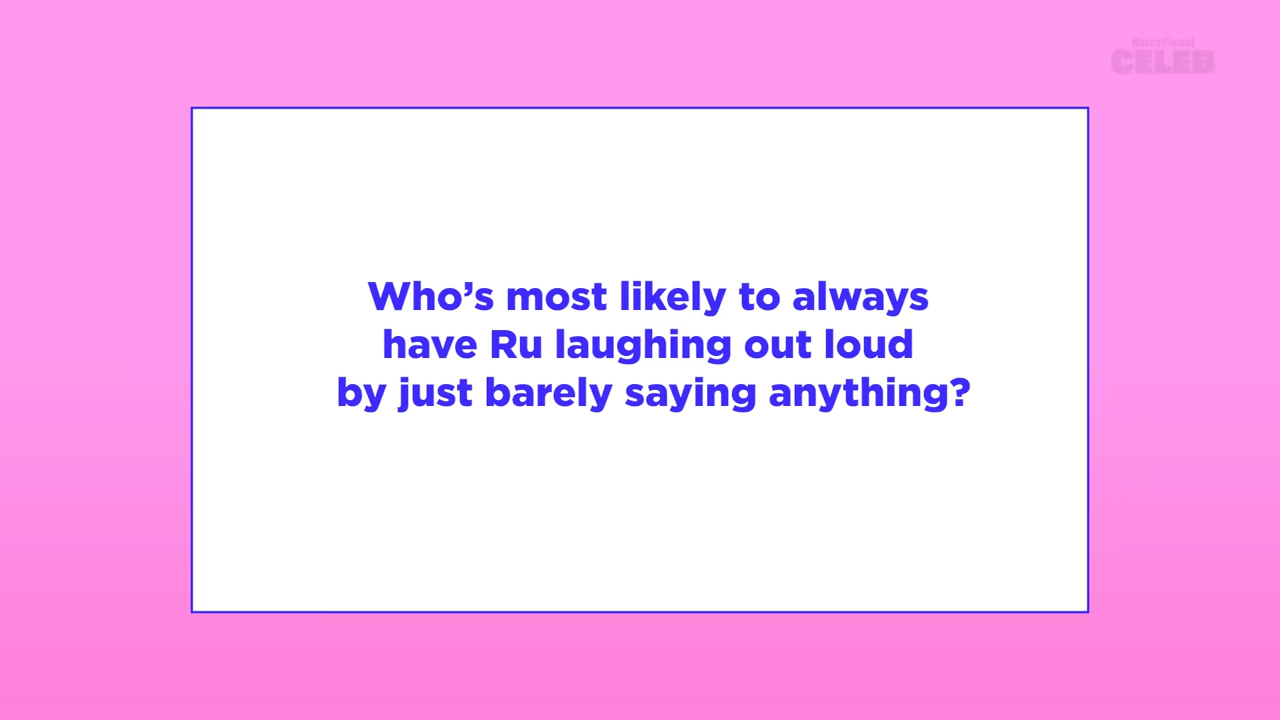 BuzzFeed
CELEB
Who’s most likely to always
have Ru laughing out loud
by just barely saying anything?